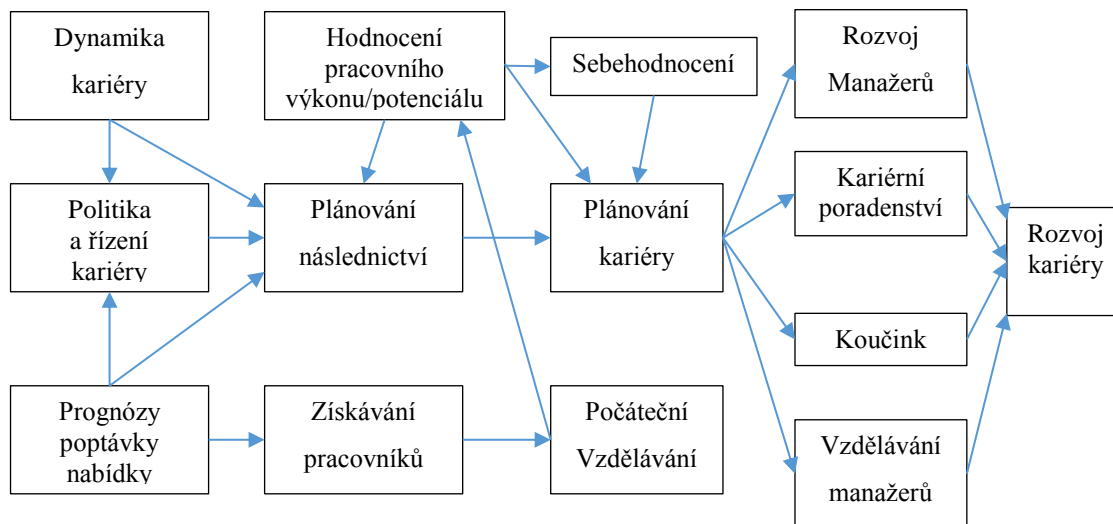 Dynamika
kariéry
Hodnocení
pracovního
výkonu/potenciálu
Sebehodnocení
Rozvoj
Manažerů
Politika
a řízení
kariéry
Plánování
následnictví
Plánování
kariéry
Kariérní
poradenství
Rozvoj
kariéry
Koučink
Prognózy
poptávky
nabídky
Získávání
pracovníků
Počáteční
Vzdělávání
Vzdělávání
manažerů